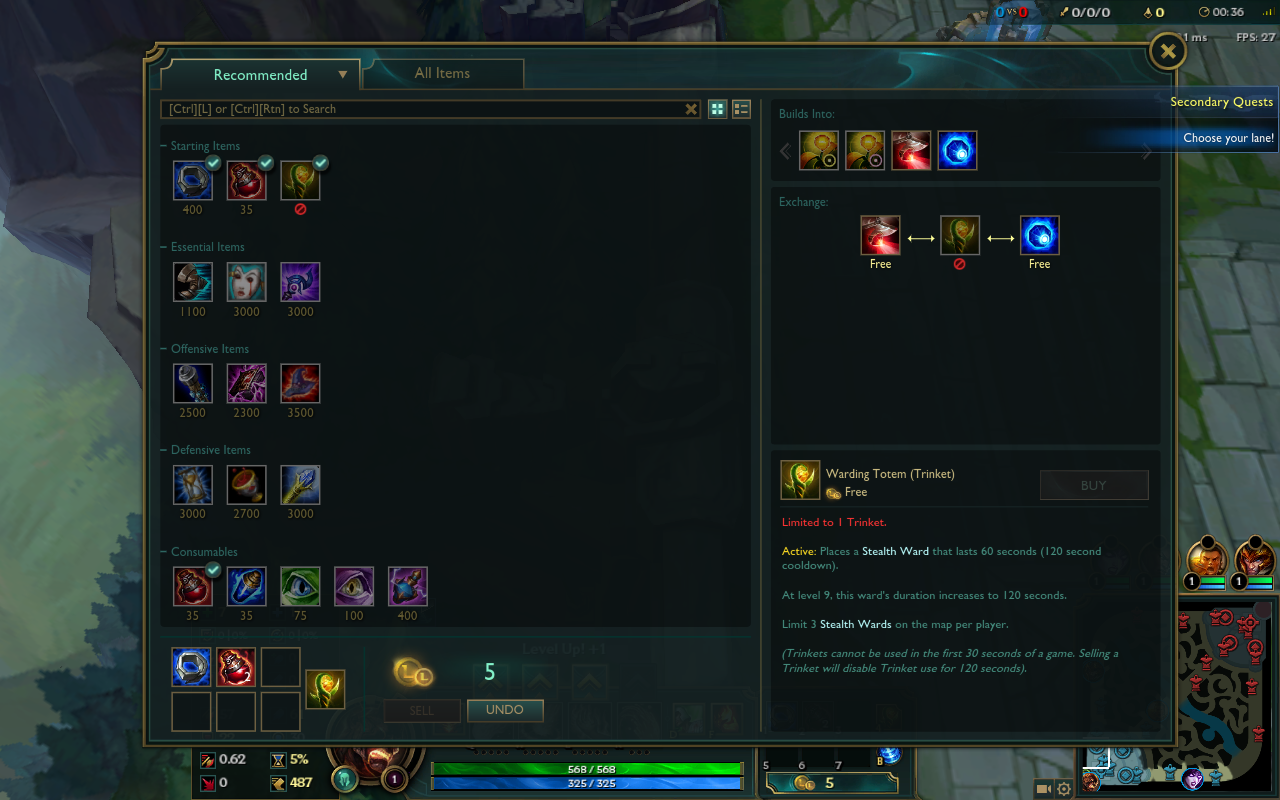 0 VS 0
0/0/0
0
00:36
ms
FPS: 27
Recommended
All Items
[Ctrl][L] or [Ctrl][Rtn] to Search
Starting Items
400
35
Essential Items
1100
3000
3000
Offensive Items
2500
2300
3500
Defensive Items
3000
2700
3000
Consumables
35
35
75
100
400
Builds Into:
Exchange:
Free
Free
Secondary Quests
Choose your lane!
Warding Totem (Trinket)
Free
BUY
Limited to 1 Trinket.
Active: Places a Stealth Ward that lasts 60 seconds (120 second
cooldown).
At level 9, this ward's duration increases to 120 seconds.
Limit 3 Stealth Wards on the map per player.
(Trinkets cannot be used in the first 30 seconds of a game. Selling a
Trinket will disable Trinket use for 120 seconds).
2
5
Level Up! +1
SELL
UNDO
0.62
5%
0
487
1
568 / 568
325 / 325
5
6
7
B
5
1
1